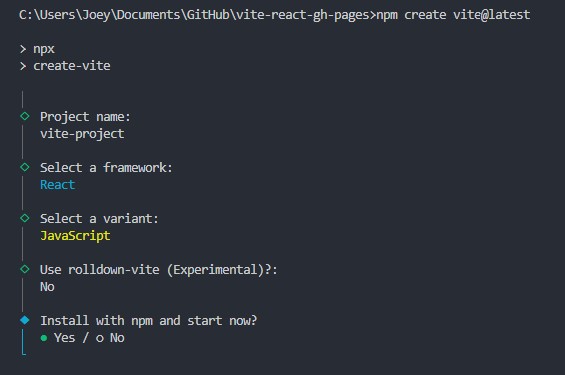 C:\Users\Joey\Documents\GitHub\vite-react-gh-pages>npm create vite@latest
> npx
> create-vite
Project name:
vite-project
Select a framework:
React
Select a variant:
JavaScript
Use rolldown-vite (Experimental)?:
No
Install with npm and start now?
● Yes / ○ No